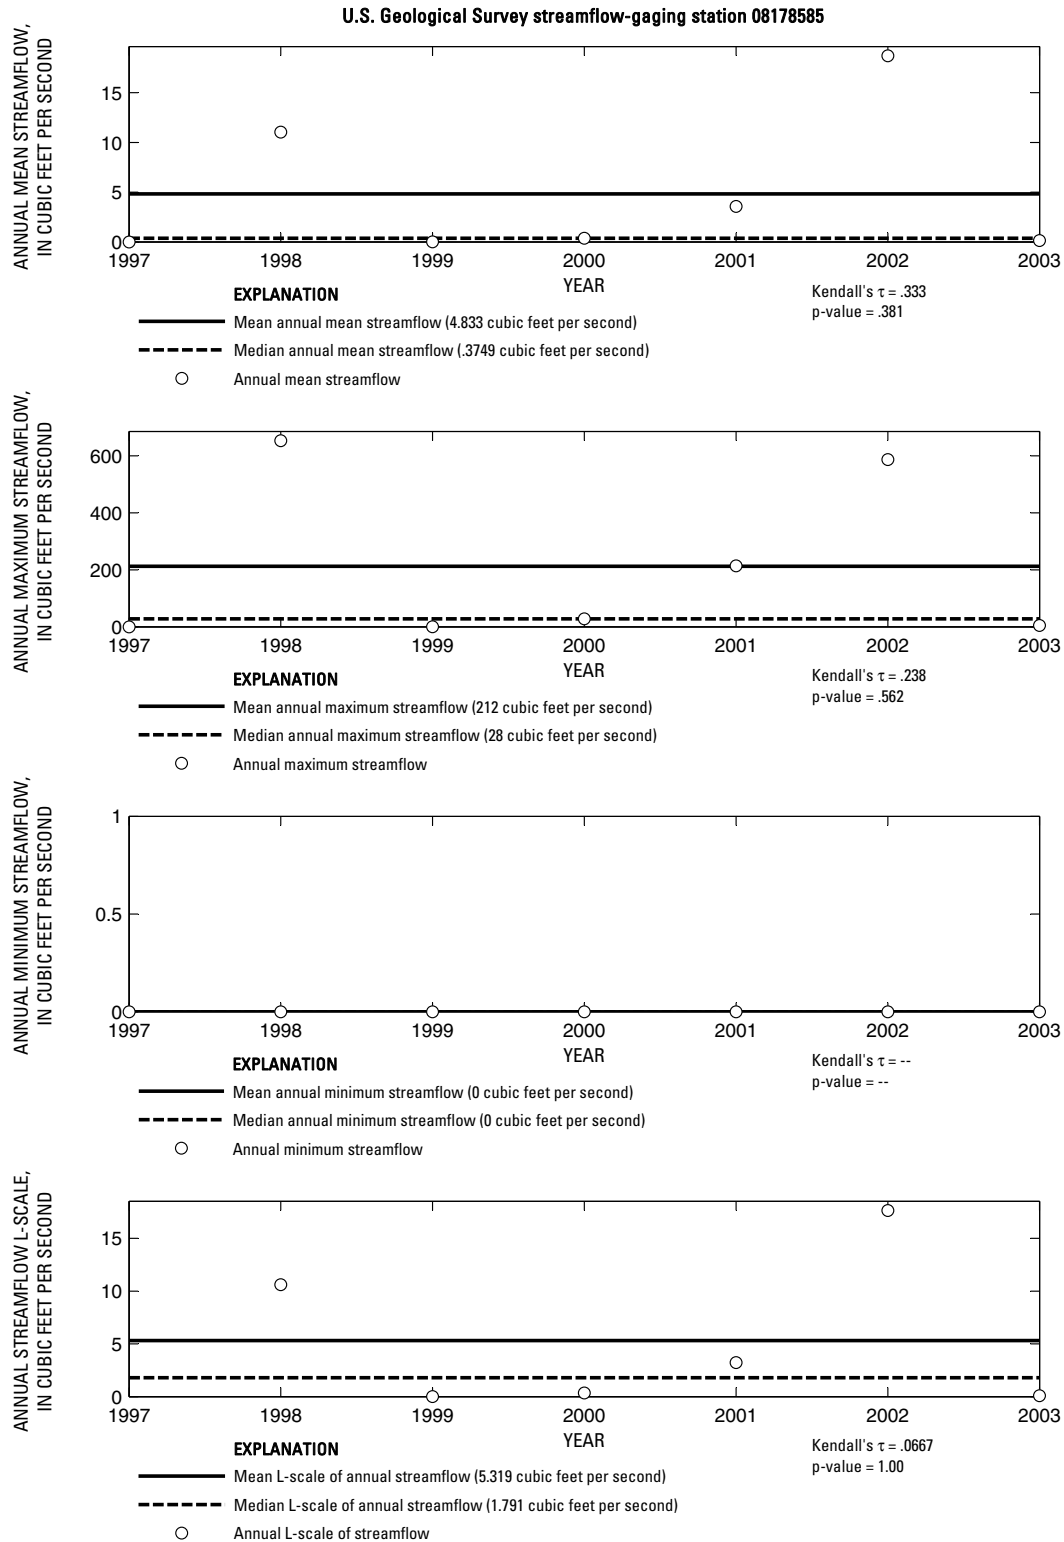 U.S. Geological Survey streamflow-gaging station 08178585
ANNUAL MEAN STREAMFLOW,
IN CNUBIC FEET PER SECOND
15
10
5
0
1997 1998 1999 2000 2001 2002 2003
YEAR
Kendall's τ = .333
p-value = .381
EXPLANATION
Mean annual mean streamflow (4.833 cubic feet per second)
Median annual mean streamflow (.3749 cubic feet per second)
Annual mean streamflow
ANNUAL MAXIMUM STREAMFLOW,
IN CUBIC FEET PER SECOND
600
400
200
0
1997 1998 1999 2000 2001 2002 2003
YEAR
Kendall's τ = .238
p-value = .562
EXPLANATION
Mean annual maximum streamflow (212 cubic feet per second)
Median annual maximum streamflow (28 cubic feet per second)
Annual maximum streamflow
ANNUAL MINIMUM STREAMFLOW,
IN CUBIC FEET PER SECOND
1
0.5
0
1997 1998 1999 2000 2001 2002 2003
YEAR
Kendall's τ = --
p-value = --
EXPLANATION
Mean annual minimum streamflow (0 cubic feet per second)
Median annual minimum streamflow (0 cubic feet per second)
Annual minimum streamflow
ANNUAL STREAMFLOW L-SCALE,
IN CUBIC FEET PER SECOND
15
10
5
0
1997 1998 1999 2000 2001 2002 2003
YEAR
Kendall's τ = .0667
p-value = 1.00
EXPLANATION
Mean L-scale of annual streamflow (5.319 cubic feet per second)
Median L-scale of annual streamflow (1.791 cubic feet per second)
Annual L-scale of streamflow